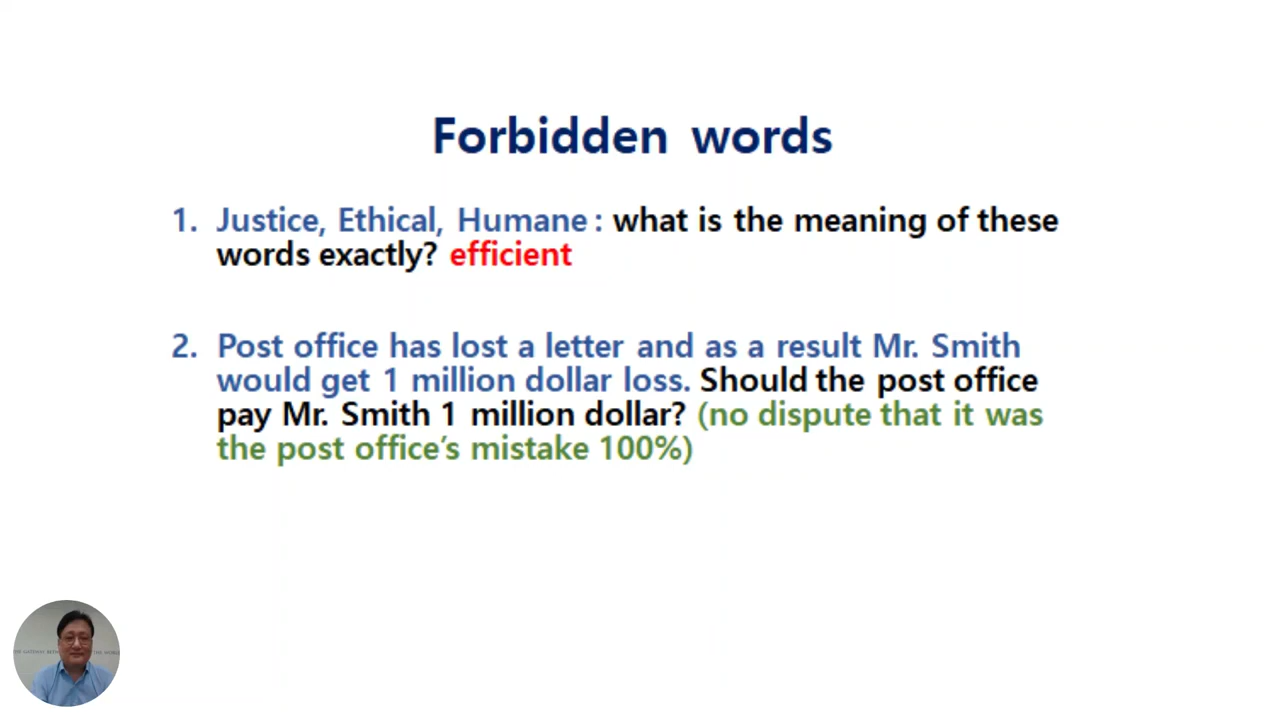 Forbidden words
1. Justice, Ethical, Humane : what is the meaning of these
words exactly? efficient
2. Post office has lost a letter and as a result Mr. Smith
would get 1 million dollar loss. Should the post office
pay Mr. Smith 1 million dollar? (no dispute that it was
the post office's mistake 100%)